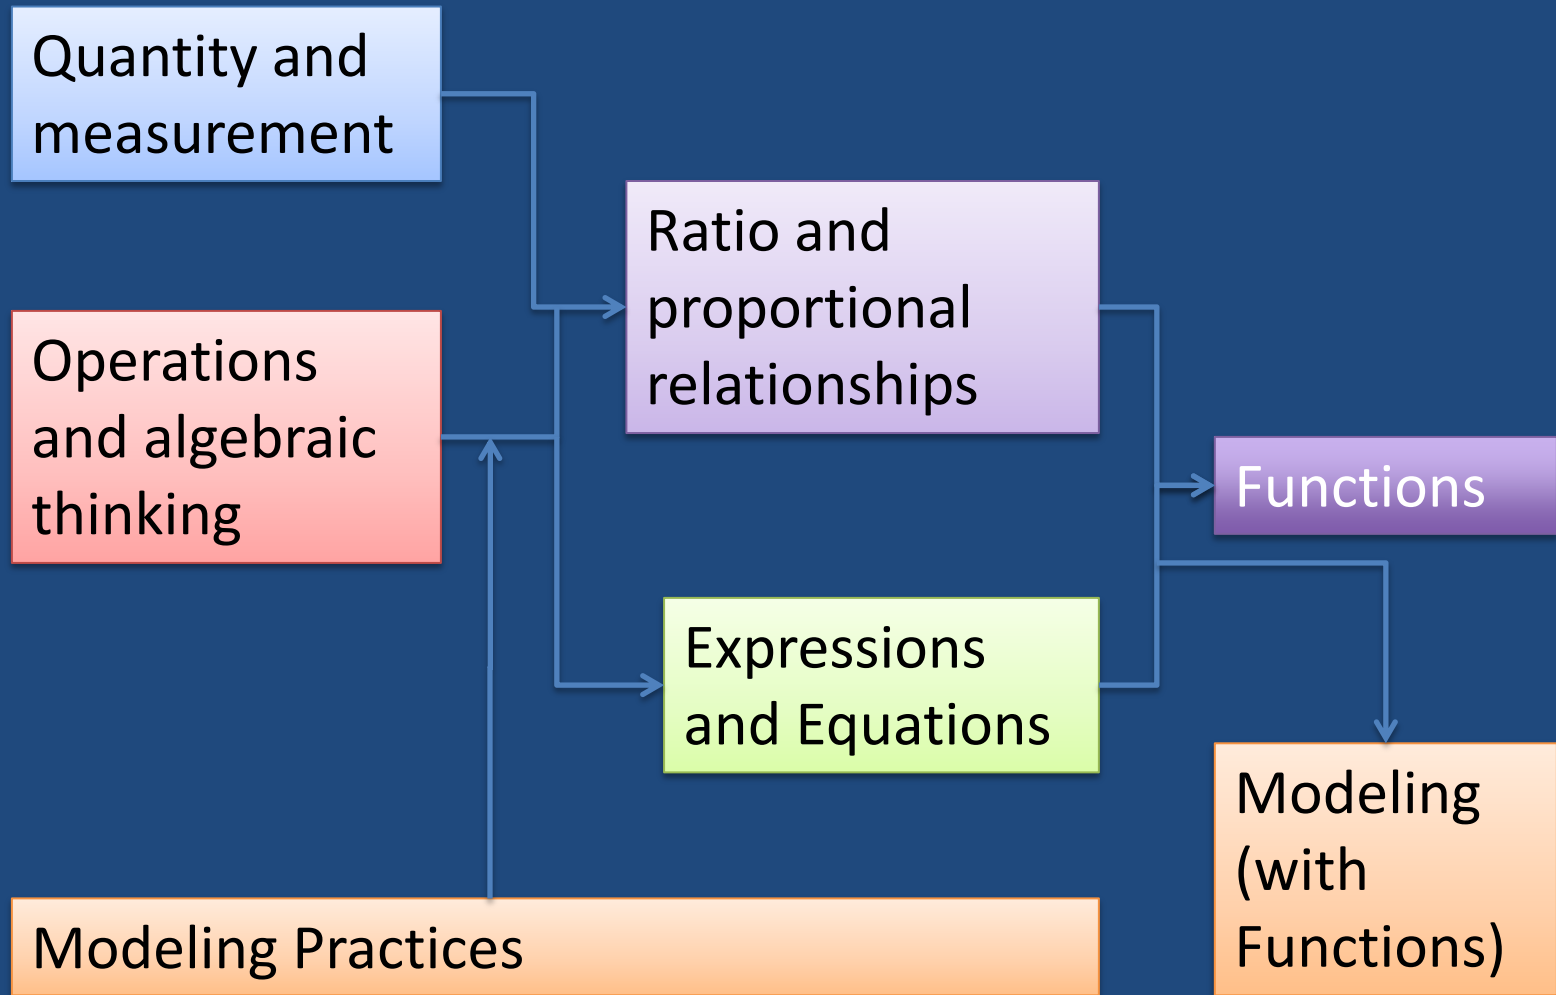 Quantity and
measurement
Ratio and
proportional
relationships
Operations
and algebraic
thinking
Functions
Expressions
and Equations
Modeling
(with
Functions)
Modeling Practices